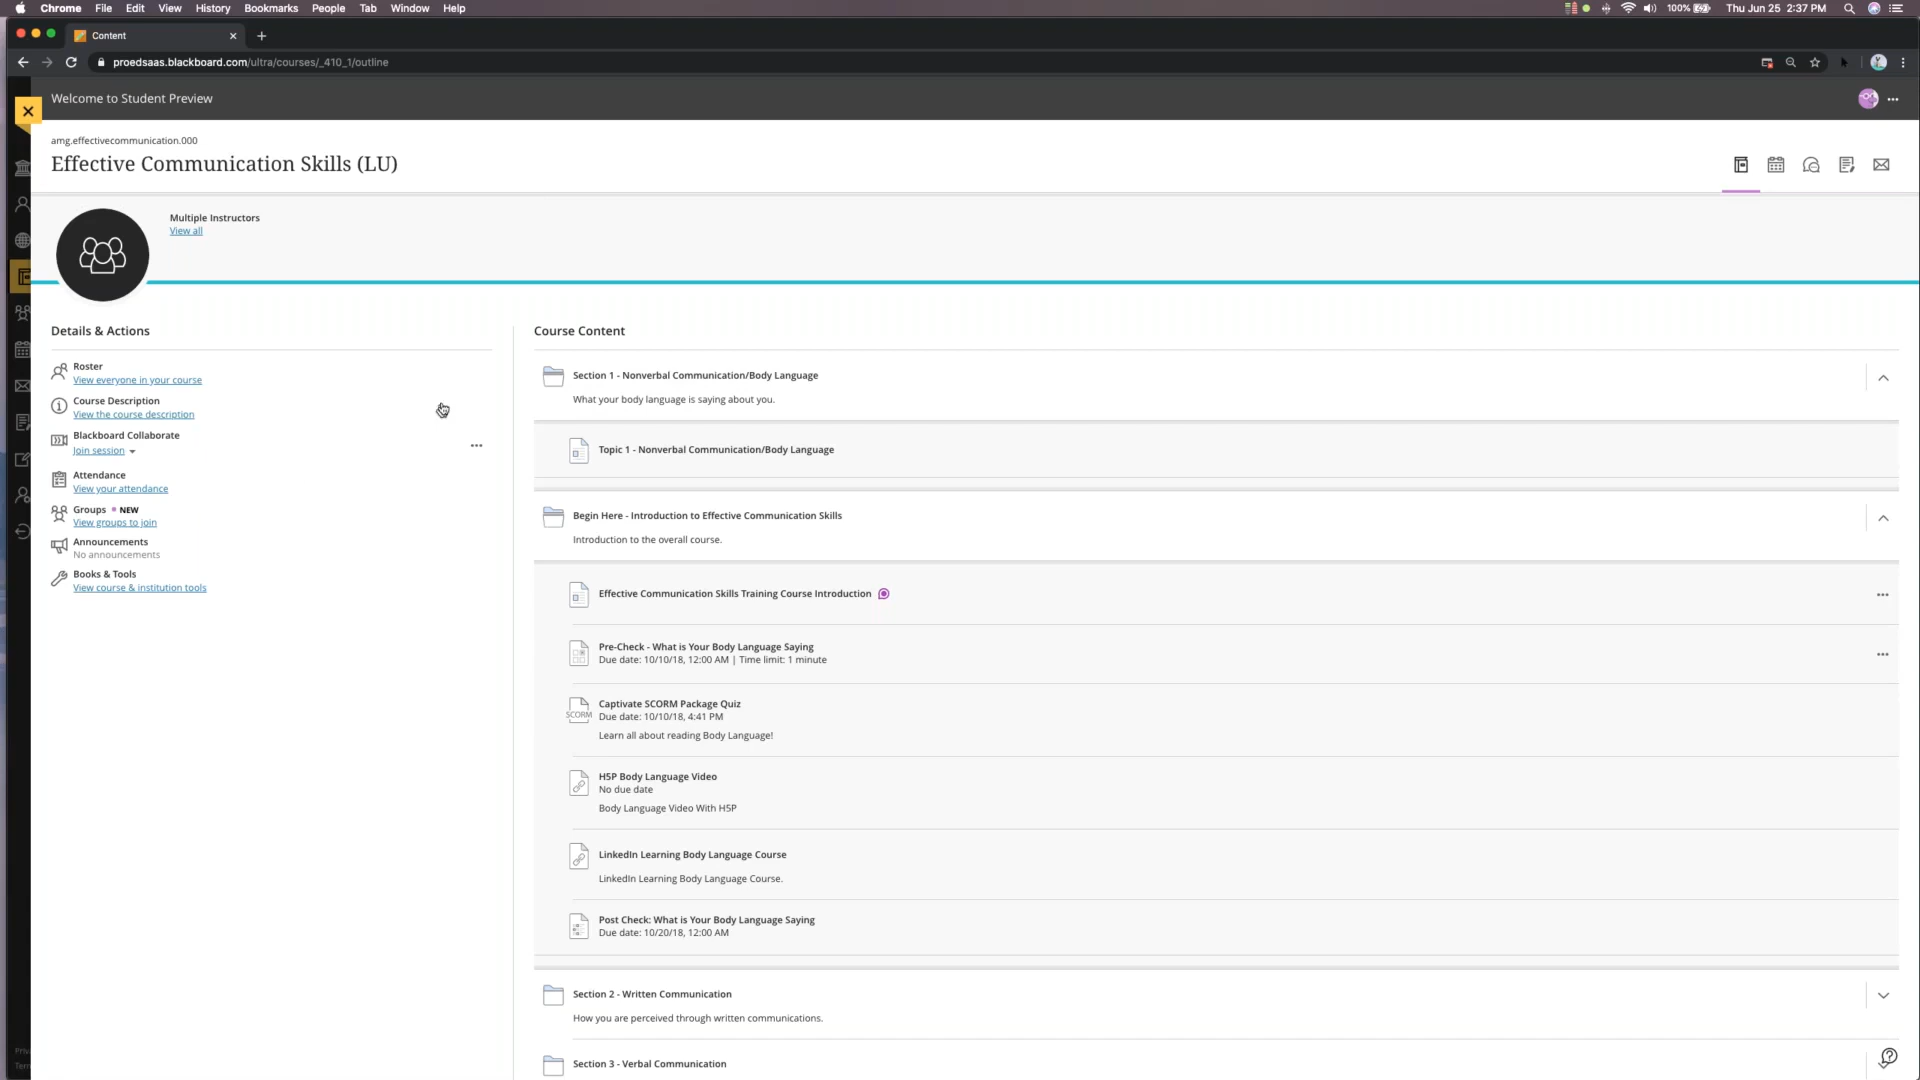 Chrome File Edit View History Bookmarks People Tab Window Help 100% Thu Jun 25 2:37 PM
Content
proedsaas.blackboard.com/ultra/courses/_410_1/outline
Welcome to Student Preview
amg.effectivecommunication.000
Effective Communication Skills (LU)
Multiple Instructors
View all
Details & Actions
Roster
View everyone in your course
Course Description
View the course description
Blackboard Collaborate
Join session
Attendance
View your attendance
Groups NEW
View groups to join
Announcements
No announcements
Books & Tools
View course & institution tools
Course Content
Section 1 - Nonverbal Communication/Body Language
What your body language is saying about you.
Topic 1 - Nonverbal Communication/Body Language
Begin Here - Introduction to Effective Communication Skills
Introduction to the overall course.
Effective Communication Skills Training Course Introduction
Pre-Check - What is Your Body Language Saying
Due date: 10/10/18, 12:00 AM | Time limit: 1 minute
SCORM
Captivate SCORM Package Quiz
Due date: 10/10/18, 4:41 PM
Learn all about reading Body Language!
H5P Body Language Video
No due date
Body Language Video With H5P
LinkedIn Learning Body Language Course
LinkedIn Learning Body Language Course.
Post Check: What is Your Body Language Saying
Due date: 10/20/18, 12:00 AM
Section 2 - Written Communication
How you are perceived through written communications.
Section 3 - Verbal Communication